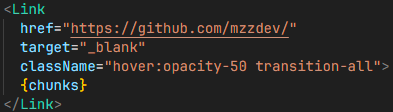 <Link
href="https://github.com/mzzdev/"
target="_blank"
className="hover:opacity-50 transition-all">
{chunks}
</Link>